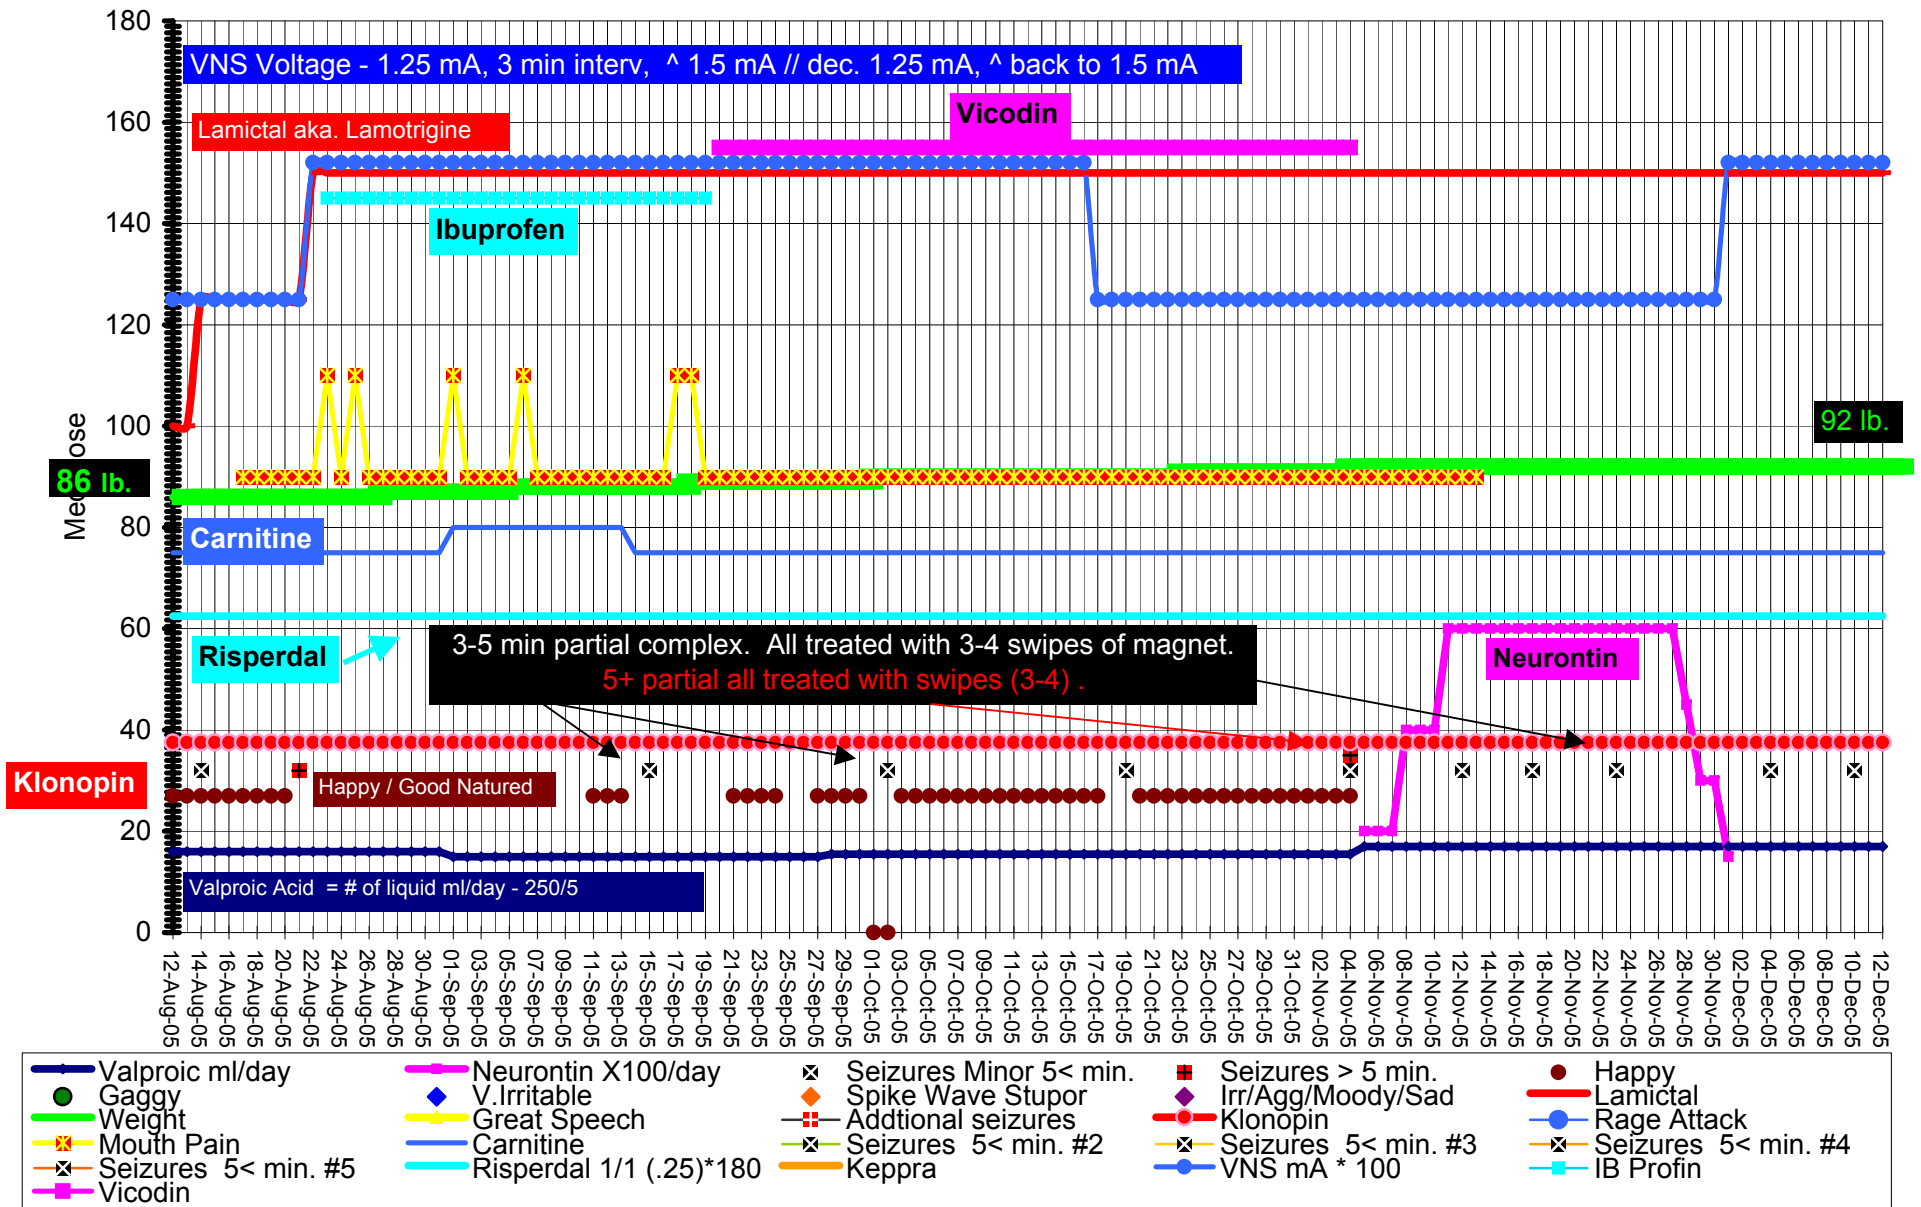 180
160
140
120
100
80
60
40
20
0
VNS Voltage - 1.25 mA, 3 min interv,  ^ 1.5 mA // dec. 1.25 mA, ^ back to 1.5 mA
Vicodin
Lamictal aka. Lamotrigine
Ibuprofen
92 lb.
86 lb.
Carnitine
Risperdal
3-5 min partial complex.  All treated with 3-4 swipes of magnet.
5+ partial all treated with swipes (3-4) .
Neurontin
Klonopin
Happy / Good Natured
Valproic Acid  = # of liquid ml/day - 250/5
12-Aug-05
14-Aug-05
16-Aug-05
18-Aug-05
20-Aug-05
22-Aug-05
24-Aug-05
26-Aug-05
28-Aug-05
30-Aug-05
01-Sep-05
03-Sep-05
05-Sep-05
07-Sep-05
09-Sep-05
11-Sep-05
13-Sep-05
15-Sep-05
17-Sep-05
19-Sep-05
21-Sep-05
23-Sep-05
25-Sep-05
27-Sep-05
29-Sep-05
01-Oct-05
03-Oct-05
05-Oct-05
07-Oct-05
09-Oct-05
11-Oct-05
13-Oct-05
15-Oct-05
17-Oct-05
19-Oct-05
21-Oct-05
23-Oct-05
25-Oct-05
27-Oct-05
29-Oct-05
31-Oct-05
02-Nov-05
04-Nov-05
06-Nov-05
08-Nov-05
10-Nov-05
12-Nov-05
14-Nov-05
16-Nov-05
18-Nov-05
20-Nov-05
22-Nov-05
24-Nov-05
26-Nov-05
28-Nov-05
30-Nov-05
02-Dec-05
04-Dec-05
06-Dec-05
08-Dec-05
10-Dec-05
12-Dec-05
Valproic ml/day
Neurontin X100/day
Seizures Minor 5< min.
Seizures > 5 min.
Happy
Gaggy
V.Irritable
Spike Wave Stupor
Irr/Agg/Moody/Sad
Lamictal
Weight
Great Speech
Addtional seizures
Klonopin
Rage Attack
Mouth Pain
Carnitine
Seizures  5< min. #2
Seizures  5< min. #3
Seizures  5< min. #4
Seizures  5< min. #5
Risperdal 1/1 (.25)*180
Keppra
VNS mA * 100
IB Profin
Vicodin